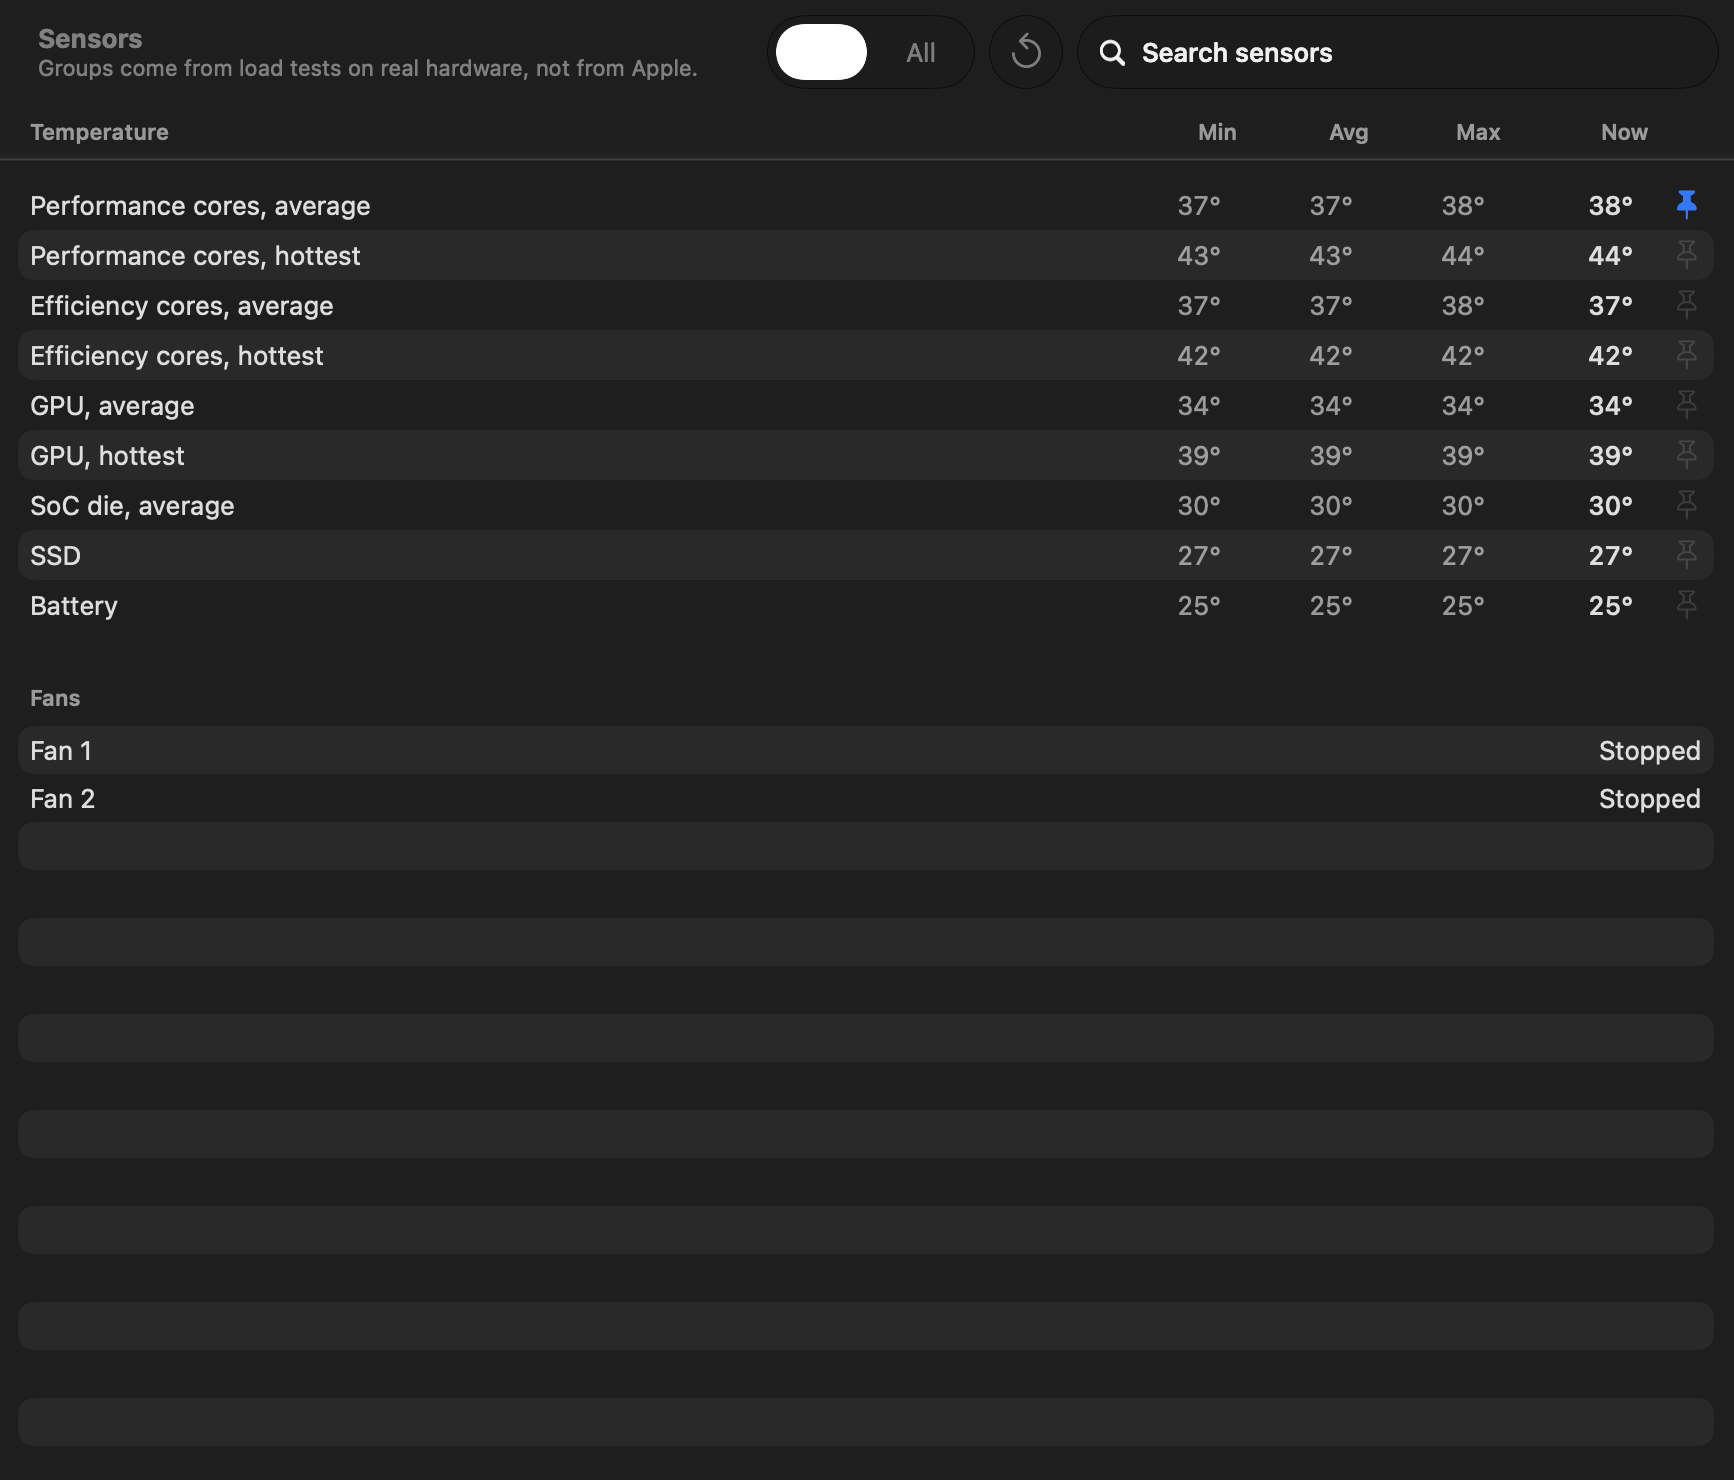 Sensors
Groups come from load tests on real hardware, not from Apple.
All
Search sensors
Temperature Min Avg Max Now
Performance cores, average 37° 37° 38° 38°
Performance cores, hottest 43° 43° 44° 44°
Efficiency cores, average 37° 37° 38° 37°
Efficiency cores, hottest 42° 42° 42° 42°
GPU, average 34° 34° 34° 34°
GPU, hottest 39° 39° 39° 39°
SoC die, average 30° 30° 30° 30°
SSD 27° 27° 27° 27°
Battery 25° 25° 25° 25°
Fans
Fan 1 Stopped
Fan 2 Stopped